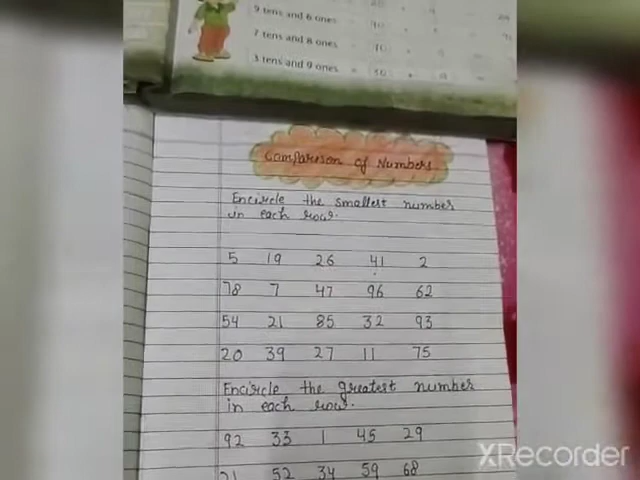 9 tens and 6 ones
7 tens and 8 ones
3 tens and 9 ones
Comparison of Numbers
Encircle the smallest number
in each row.
5 19 26 41 2
78 7 47 96 62
54 21 85 32 93
20 39 27 11 75
Encircle the greatest number
in each row.
92 33 1 45 29
21 52 34 59 68
XRecorder